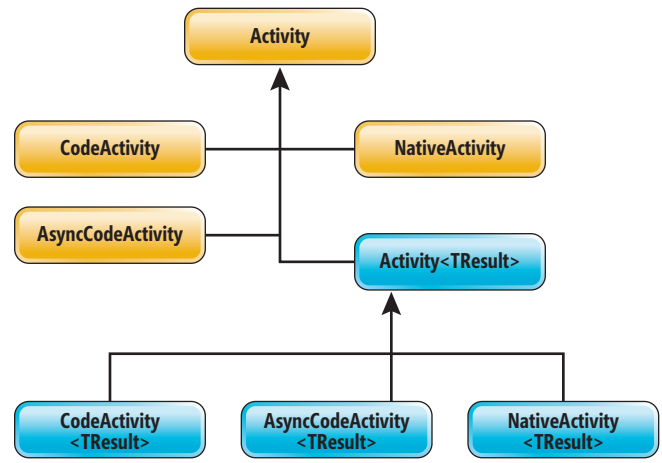 Activity
CodeActivity
NativeActivity
AsyncCodeActivity
Activity<TResult>
CodeActivity
<TResult>
AsyncCodeActivity
<TResult>
NativeActivity
<TResult>